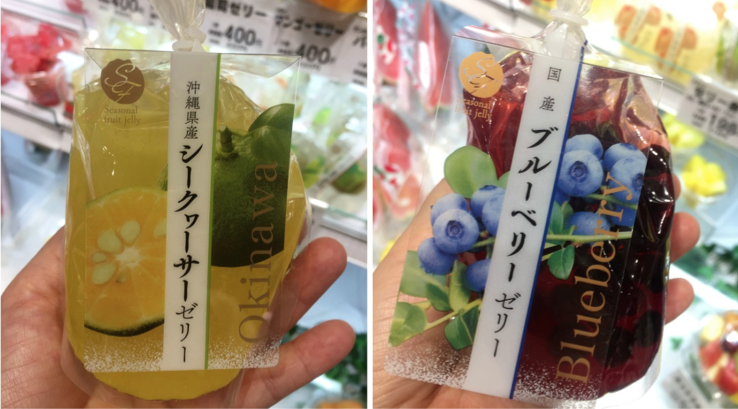 Seasonal
fruit jelly
沖縄県産
シークヮーサーゼリー
Okinawa
400
400
400
Seasonal
fruit jelly
国産
ブルーベリーゼリー
Blueberry